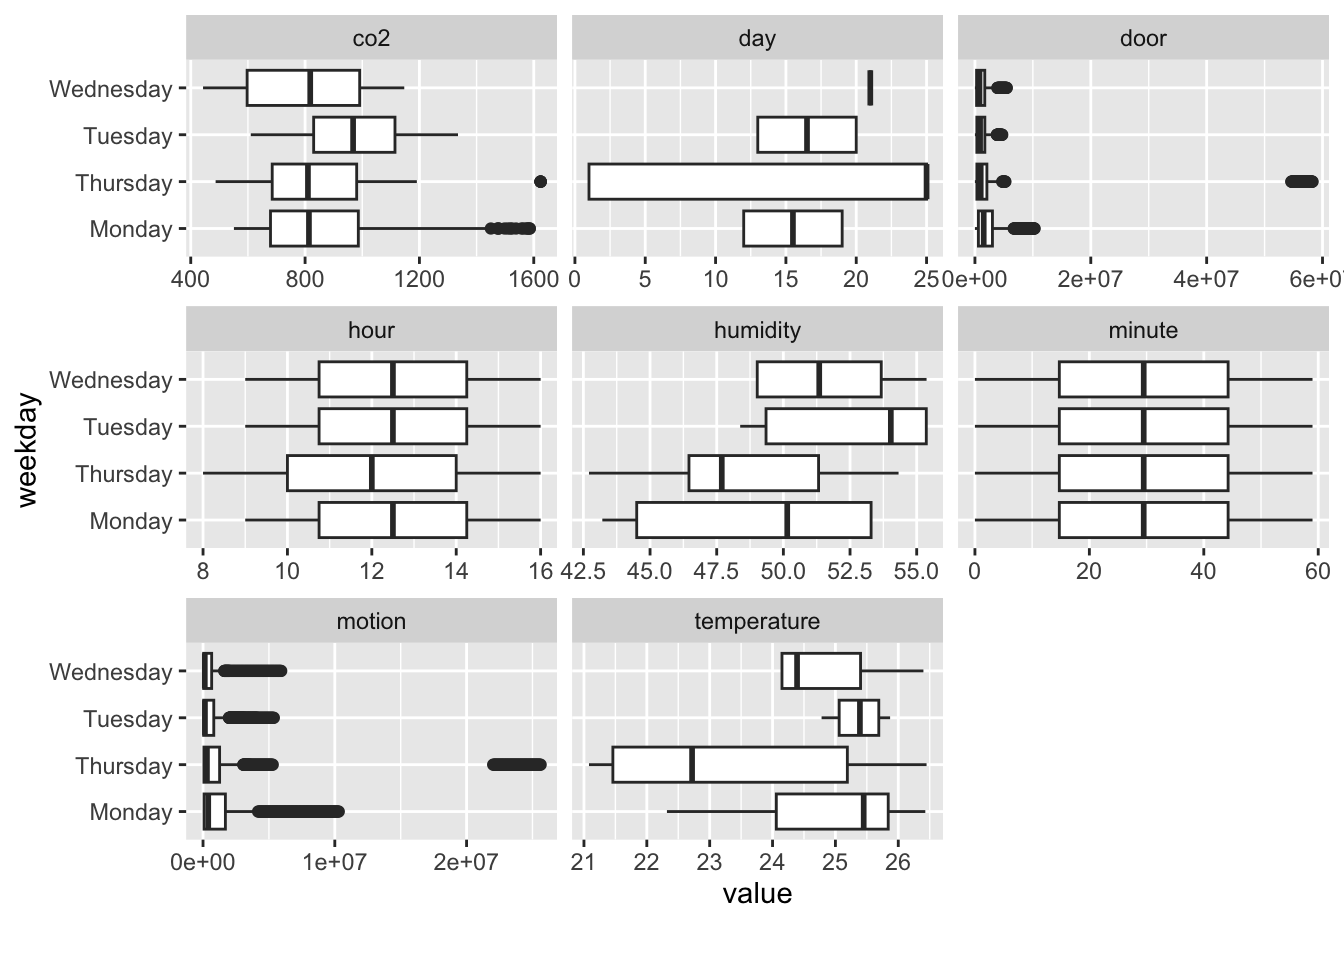 co2 day door
Wednesday
Tuesday
Thursday
Monday
400 800 1200 1600 0 5 10 15 20 25 0e+00 2e+07 4e+07 6e+0
hour humidity minute
Wednesday
Tuesday
Thursday
Monday
8 10 12 14 16 42.5 45.0 47.5 50.0 52.5 55.0 0 20 40 60
weekday
motion temperature
Wednesday
Tuesday
Thursday
Monday
0e+00 1e+07 2e+07 21 22 23 24 25 26
value